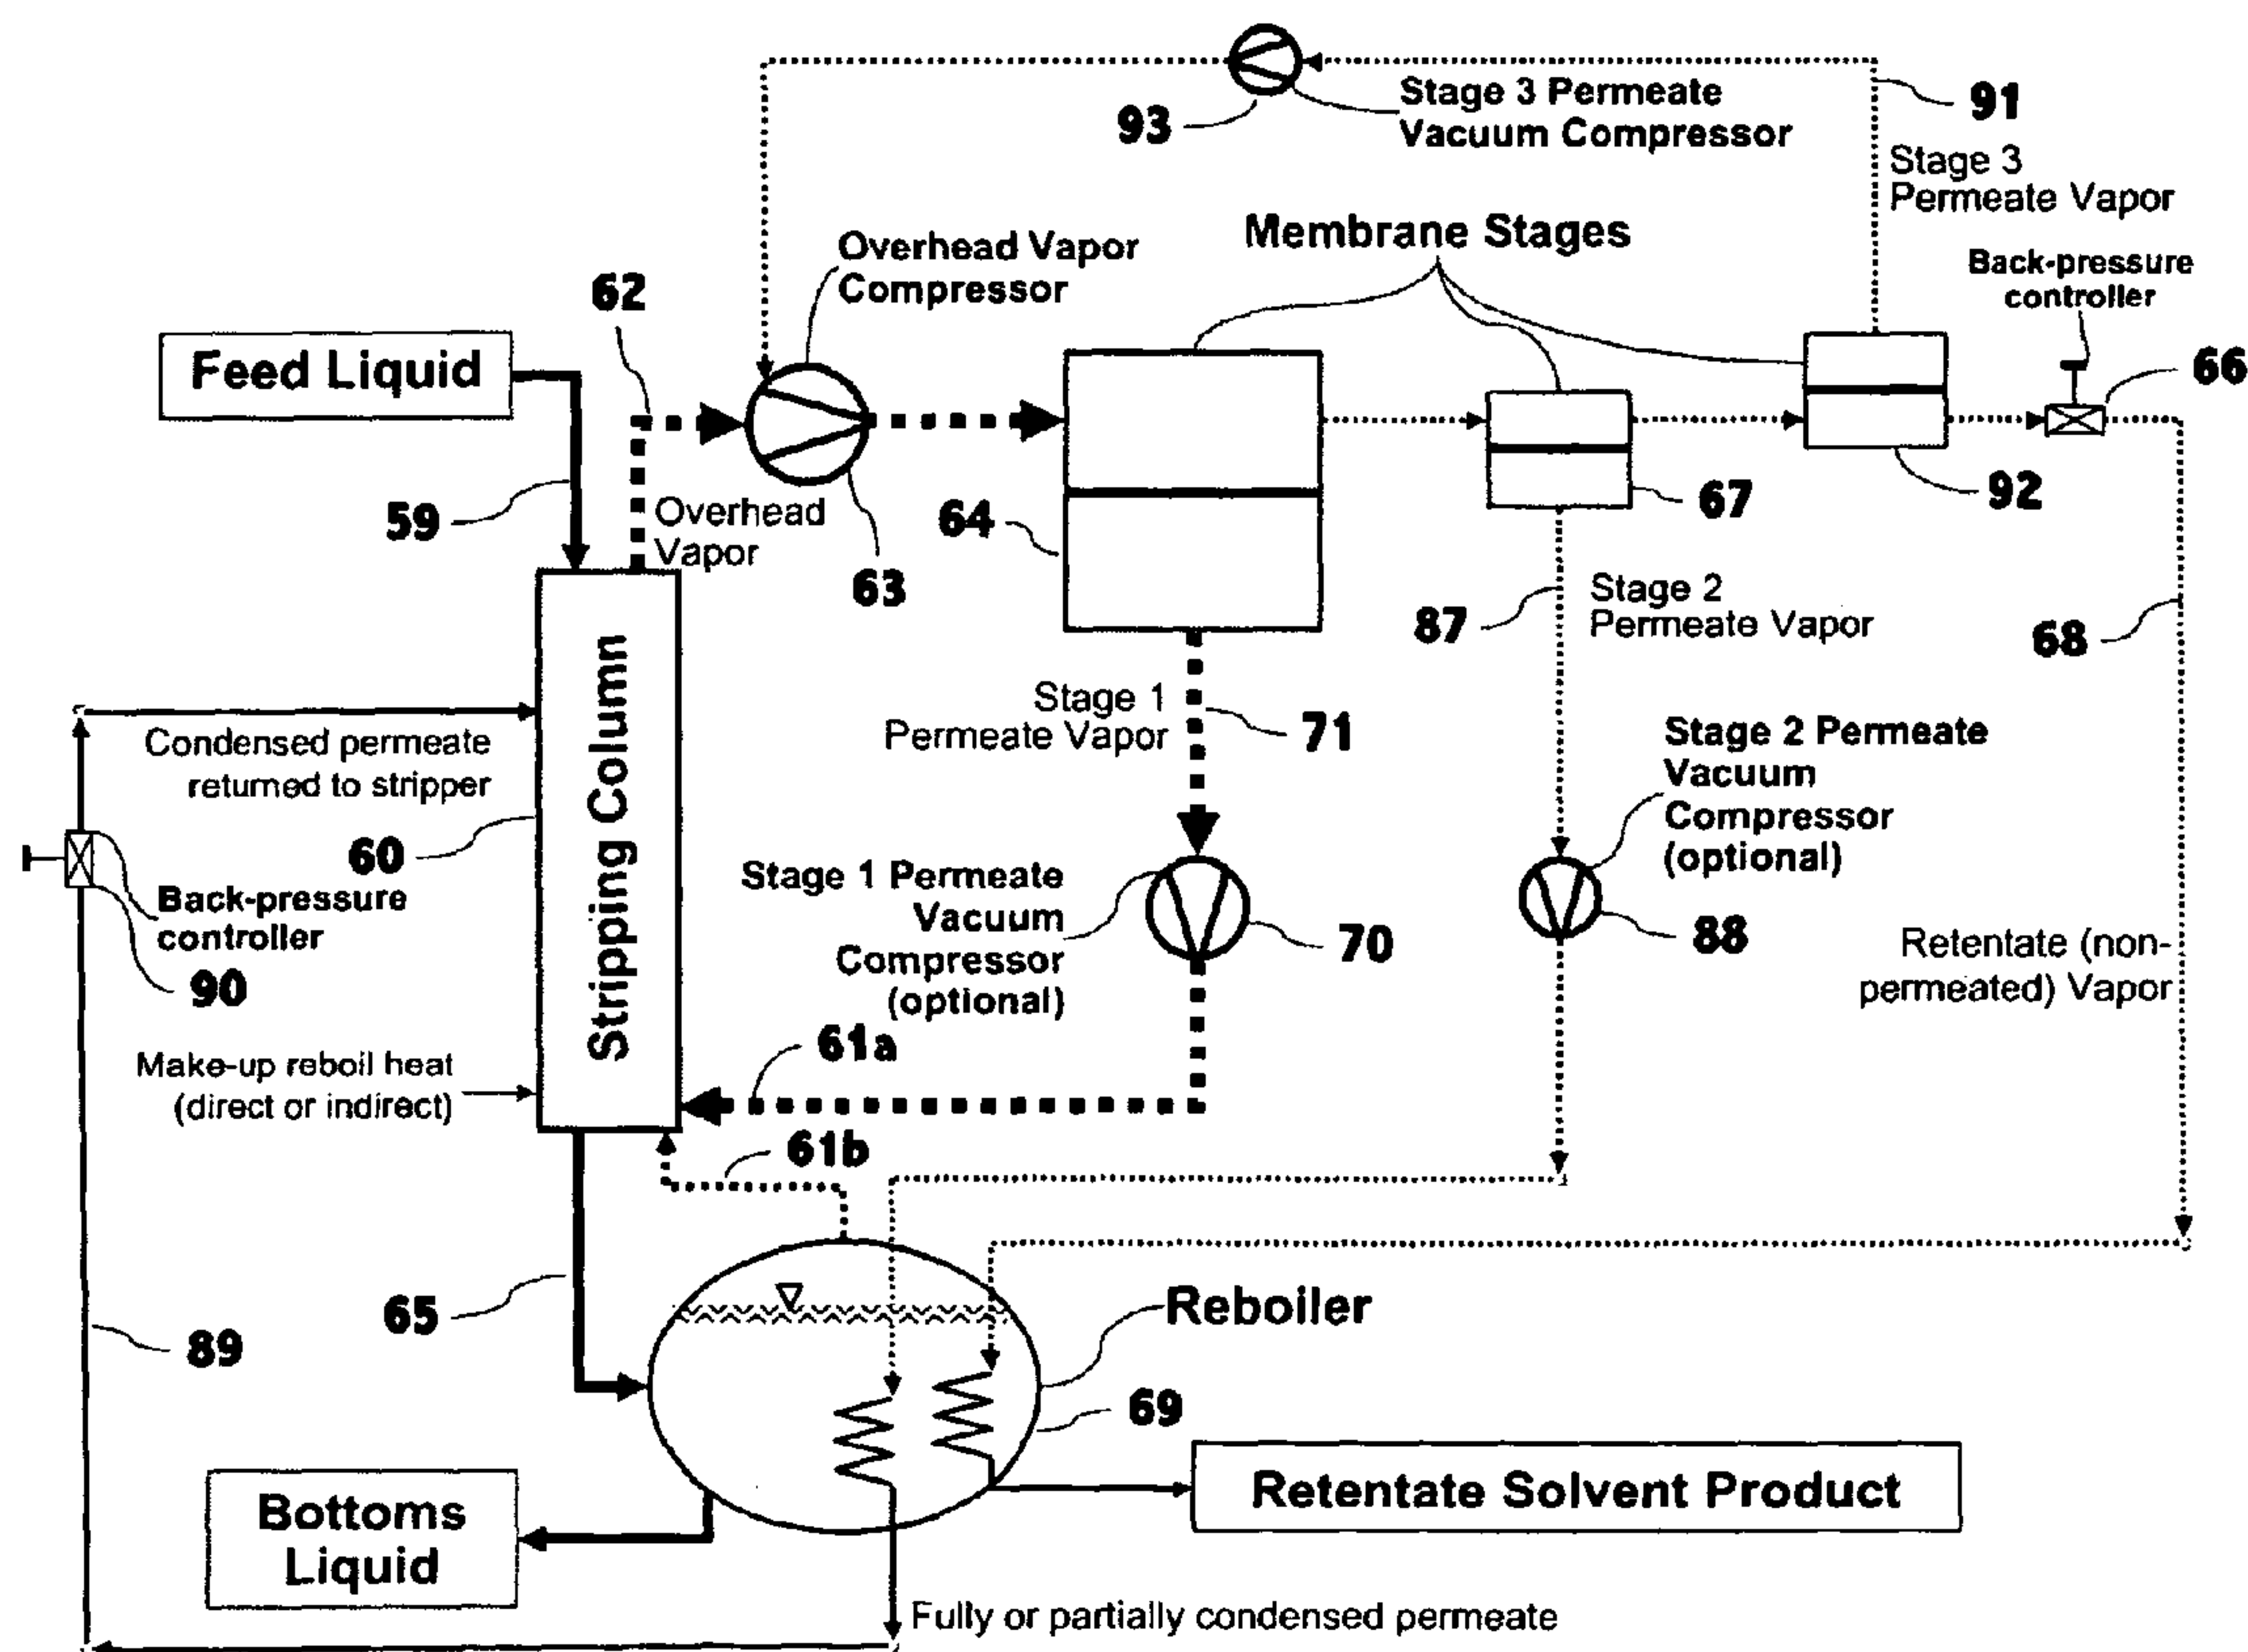 93
Stage 3 Permeate
Vacuum Compressor
91
Stage 3
Permeate Vapor
Membrane Stages
Overhead Vapor
Compressor
Back-pressure
controller
62
66
Feed Liquid
59
Overhead
Vapor
63
64
67
92
Stage 2
Permeate Vapor
87
68
Stripping Column
Stage 1
Permeate Vapor
71
Condensed permeate
returned to stripper
Stage 2 Permeate
Vacuum
Compressor
(optional)
60
Back-pressure
controller
90
Stage 1 Permeate
Vacuum
Compressor
(optional)
70
88
Retentate (non-
permeated) Vapor
61a
Make-up reboil heat
(direct or indirect)
61b
65
Reboiler
89
69
Retentate Solvent Product
Bottoms
Liquid
Fully or partially condensed permeate